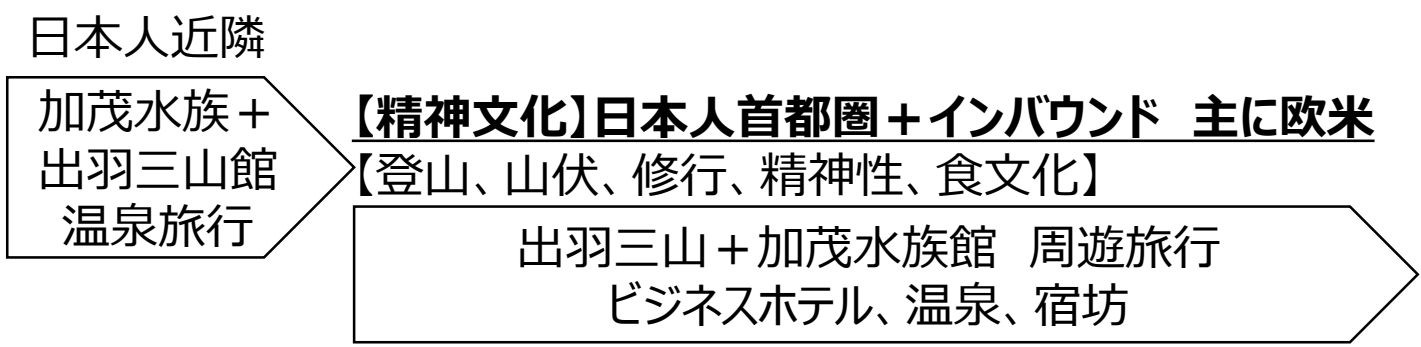 日本人近隣
加茂水族＋
出羽三山館
温泉旅行
【精神文化】日本人首都圏＋インバウンド　主に欧米
【登山、山伏、修行、精神性、食文化】
出羽三山＋加茂水族館　周遊旅行
ビジネスホテル、温泉、宿坊